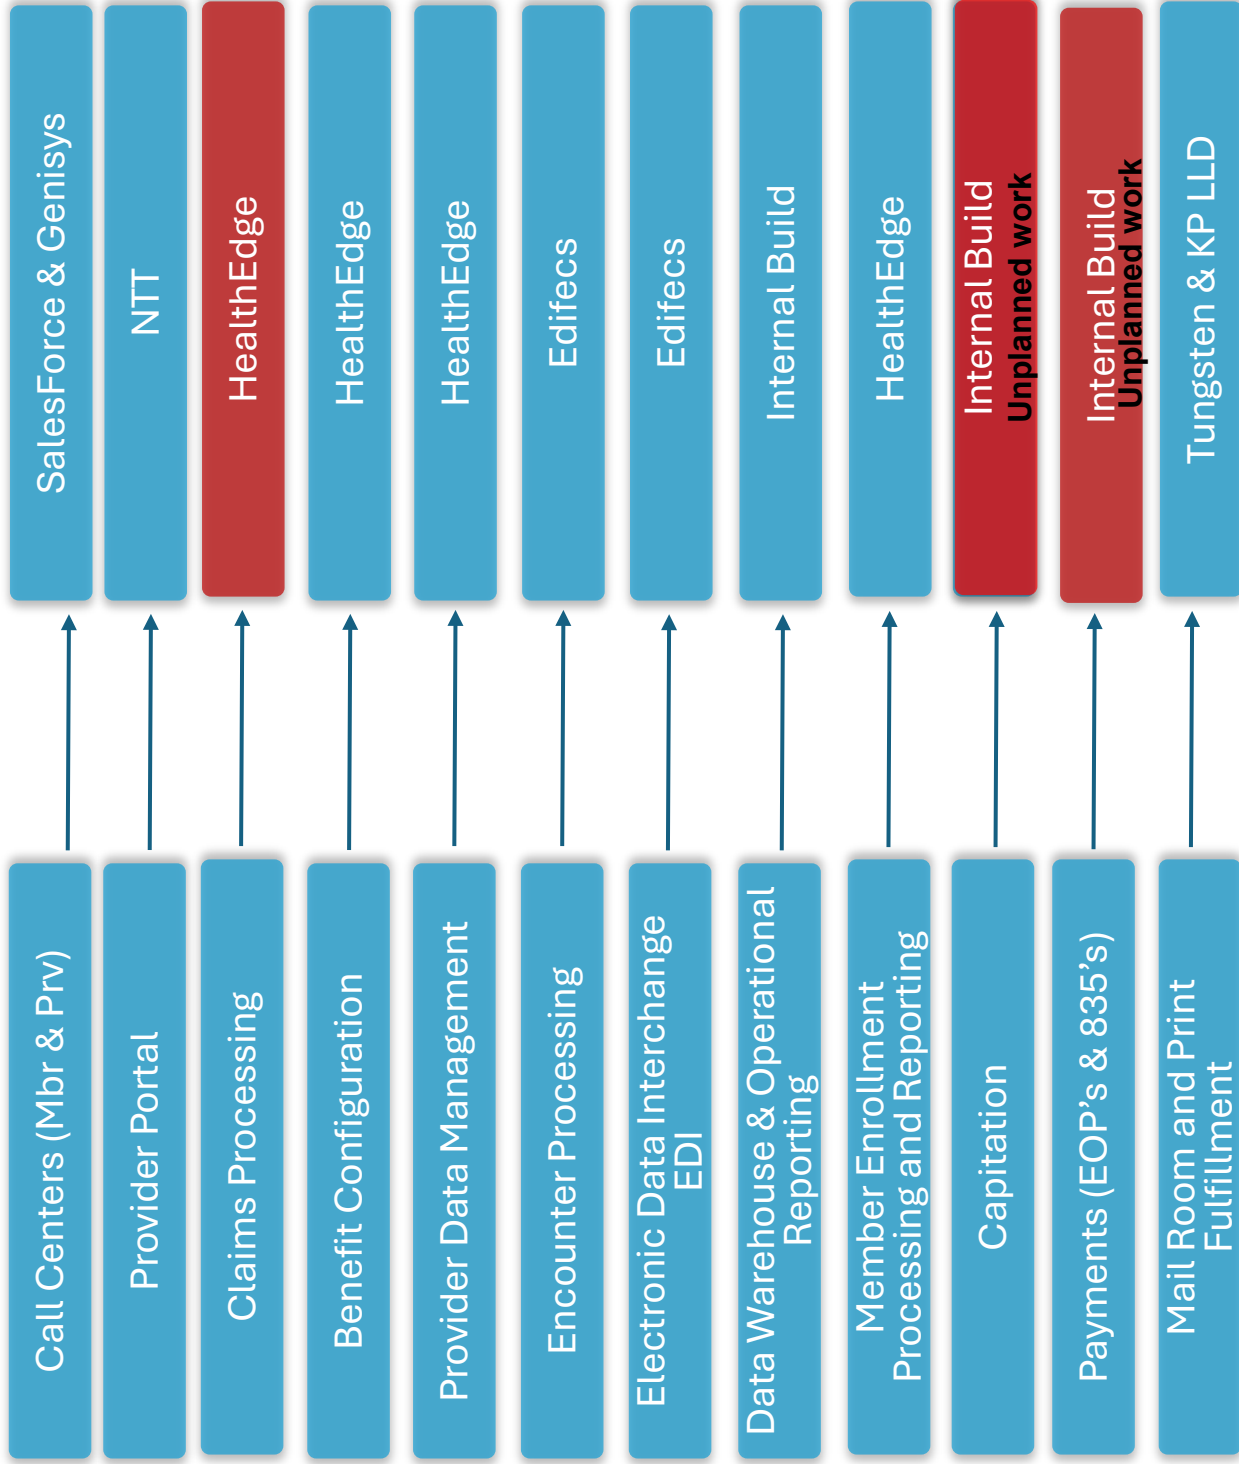 Call Centers (Mbr & Prv)
SalesForce & Genisys
Provider Portal
NTT
Claims Processing
HealthEdge
Benefit Configuration
HealthEdge
Provider Data Management
HealthEdge
Encounter Processing
Edifecs
Electronic Data Interchange
EDI
Edifecs
Data Warehouse & Operational
Reporting
Internal Build
Member Enrollment
Processing and Reporting
HealthEdge
Capitation
Internal Build
Unplanned work
Payments (EOP's & 835's)
Internal Build
Unplanned work
Mail Room and Print
Fulfillment
Tungsten & KP LLD